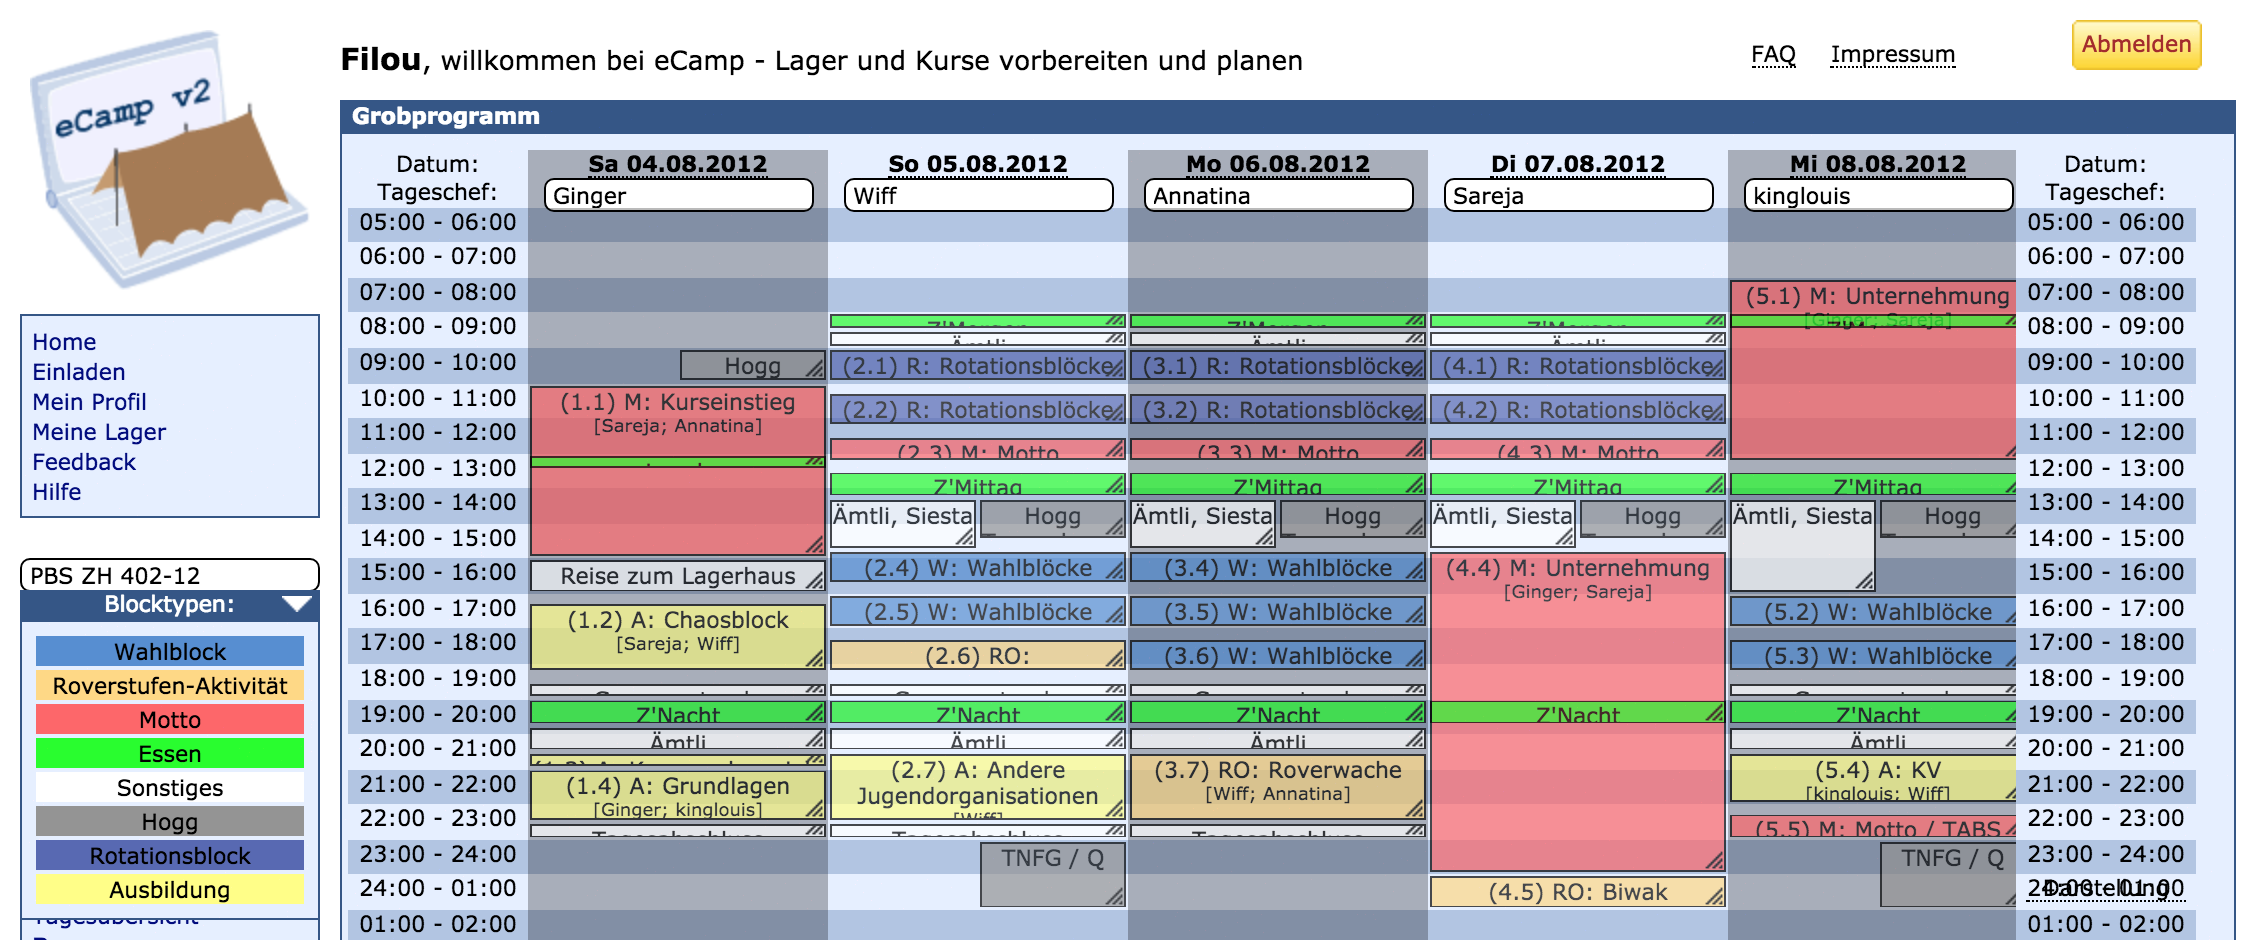 eCamp v2
Filou, willkommen bei eCamp - Lager und Kurse vorbereiten und planen
FAQ
Impressum
Abmelden
Home
Einladen
Mein Profil
Meine Lager
Feedback
Hilfe
PBS ZH 402-12
Blocktypen:
Wahlblock
Roverstufen-Aktivität
Motto
Essen
Sonstiges
Hogg
Rotationsblock
Ausbildung
Tagesübersicht
Grobprogramm
Datum:
Tageschef:
05:00 - 06:00
06:00 - 07:00
07:00 - 08:00
08:00 - 09:00
09:00 - 10:00
10:00 - 11:00
11:00 - 12:00
12:00 - 13:00
13:00 - 14:00
14:00 - 15:00
15:00 - 16:00
16:00 - 17:00
17:00 - 18:00
18:00 - 19:00
19:00 - 20:00
20:00 - 21:00
21:00 - 22:00
22:00 - 23:00
23:00 - 24:00
24:00 - 01:00
01:00 - 02:00
Sa 04.08.2012
Ginger
Hogg
(1.1) M: Kurseinstieg
[Sareja; Annatina]
Reise zum Lagerhaus
(1.2) A: Chaosblock
[Sareja; Wiff]
Z'Nacht
Ämtli
(1.4) A: Grundlagen
[Ginger; kinglouis]
Tagesabschluss
So 05.08.2012
Wiff
Z'Morgen
Ämtli
(2.1) R: Rotationsblöcke
(2.2) R: Rotationsblöcke
(2.3) M: Motto
Z'Mittag
Ämtli, Siesta
Hogg
(2.4) W: Wahlblöcke
(2.5) W: Wahlblöcke
(2.6) RO:
Z'Nacht
Ämtli
(2.7) A: Andere
Jugendorganisationen
[Wiff]
Tagesabschluss
TNFG / Q
Mo 06.08.2012
Annatina
Z'Morgen
Ämtli
(3.1) R: Rotationsblöcke
(3.2) R: Rotationsblöcke
(3.3) M: Motto
Z'Mittag
Ämtli, Siesta
Hogg
(3.4) W: Wahlblöcke
(3.5) W: Wahlblöcke
(3.6) W: Wahlblöcke
Z'Nacht
Ämtli
(3.7) RO: Roverwache
[Wiff; Annatina]
Tagesabschluss
Di 07.08.2012
Sareja
Z'Morgen
Ämtli
(4.1) R: Rotationsblöcke
(4.2) R: Rotationsblöcke
(4.3) M: Motto
Z'Mittag
Ämtli, Siesta
Hogg
(4.4) M: Unternehmung
[Ginger; Sareja]
Z'Nacht
(4.5) RO: Biwak
Mi 08.08.2012
kinglouis
(5.1) M: Unternehmung
[Ginger; Sareja]
Z'Mittag
Ämtli, Siesta
Hogg
(5.2) W: Wahlblöcke
(5.3) W: Wahlblöcke
Z'Nacht
Ämtli
(5.4) A: KV
[kinglouis; Wiff]
(5.5) M: Motto / TABS
TNFG / Q
Datum:
Tageschef:
05:00 - 06:00
06:00 - 07:00
07:00 - 08:00
08:00 - 09:00
09:00 - 10:00
10:00 - 11:00
11:00 - 12:00
12:00 - 13:00
13:00 - 14:00
14:00 - 15:00
15:00 - 16:00
16:00 - 17:00
17:00 - 18:00
18:00 - 19:00
19:00 - 20:00
20:00 - 21:00
21:00 - 22:00
22:00 - 23:00
23:00 - 24:00
24:00 - 01:00
Darstellung
01:00 - 02:00